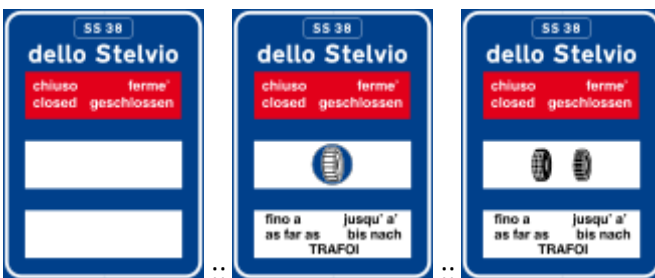 SS 38
dello Stelvio
chiuso ferme'
closed geschlossen
SS 38
dello Stelvio
chiuso ferme'
closed geschlossen
fino a jusqu' a'
as far as bis nach
TRAFOI
SS 38
dello Stelvio
chiuso ferme'
closed geschlossen
fino a jusqu' a'
as far as bis nach
TRAFOI
.. ..